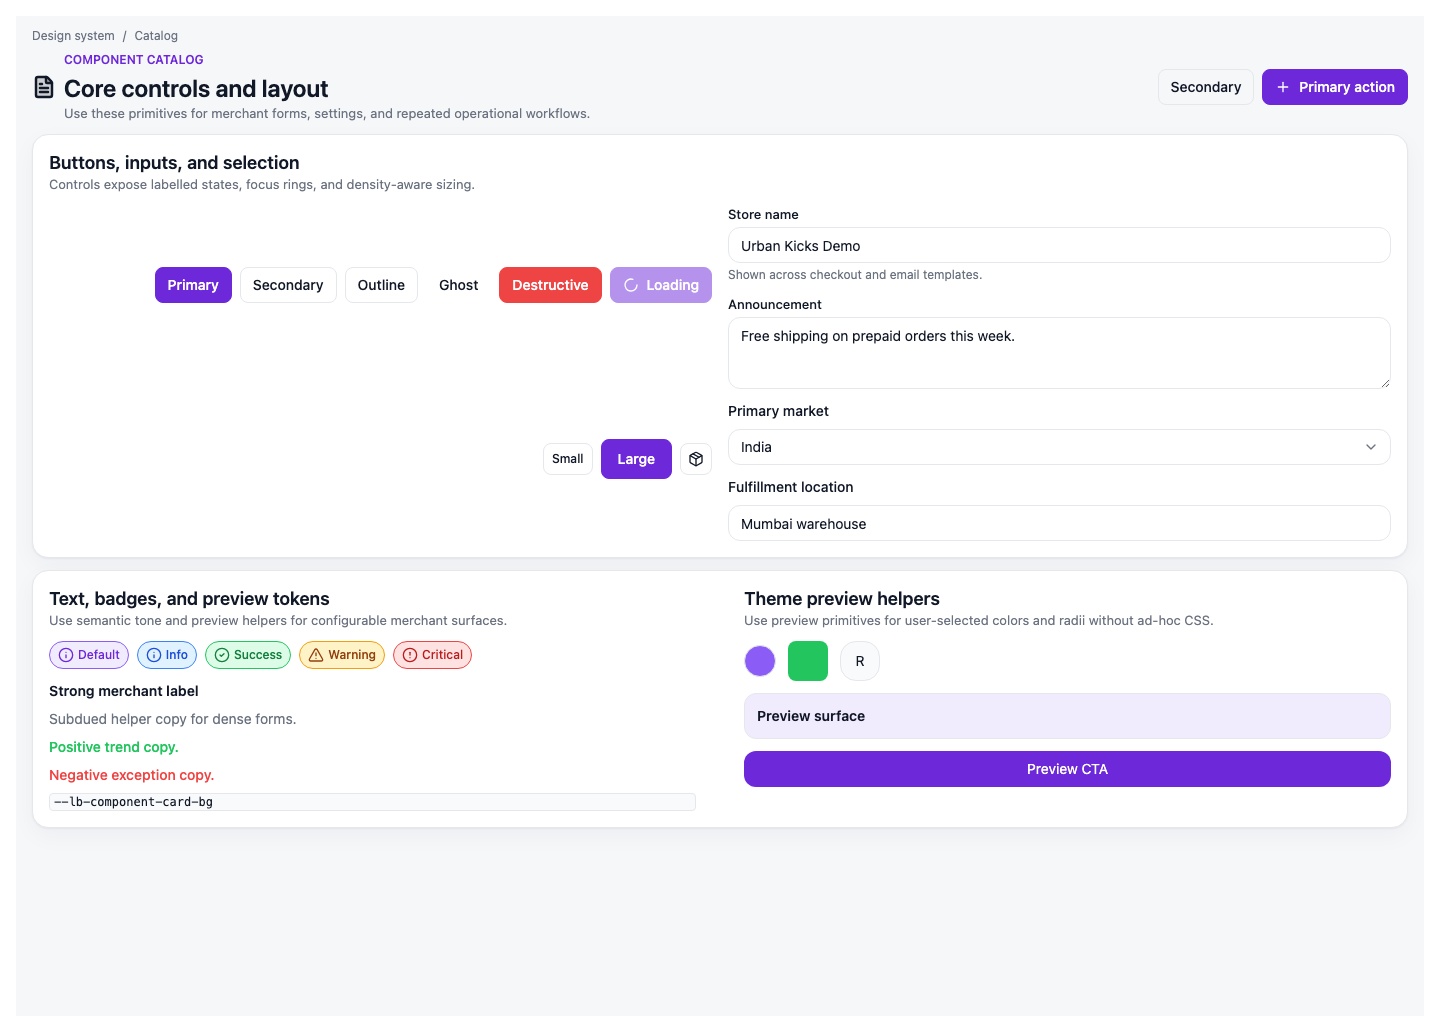 Design system / Catalog
COMPONENT CATALOG
Core controls and layout
Use these primitives for merchant forms, settings, and repeated operational workflows.
Secondary
Primary action
Buttons, inputs, and selection
Controls expose labelled states, focus rings, and density-aware sizing.
Primary
Secondary
Outline
Ghost
Destructive
Loading
Small
Large
Store name
Urban Kicks Demo
Shown across checkout and email templates.
Announcement
Free shipping on prepaid orders this week.
Primary market
India
Fulfillment location
Mumbai warehouse
Text, badges, and preview tokens
Use semantic tone and preview helpers for configurable merchant surfaces.
Default
Info
Success
Warning
Critical
Strong merchant label
Subdued helper copy for dense forms.
Positive trend copy.
Negative exception copy.
--lb-component-card-bg
Theme preview helpers
Use preview primitives for user-selected colors and radii without ad-hoc CSS.
R
Preview surface
Preview CTA